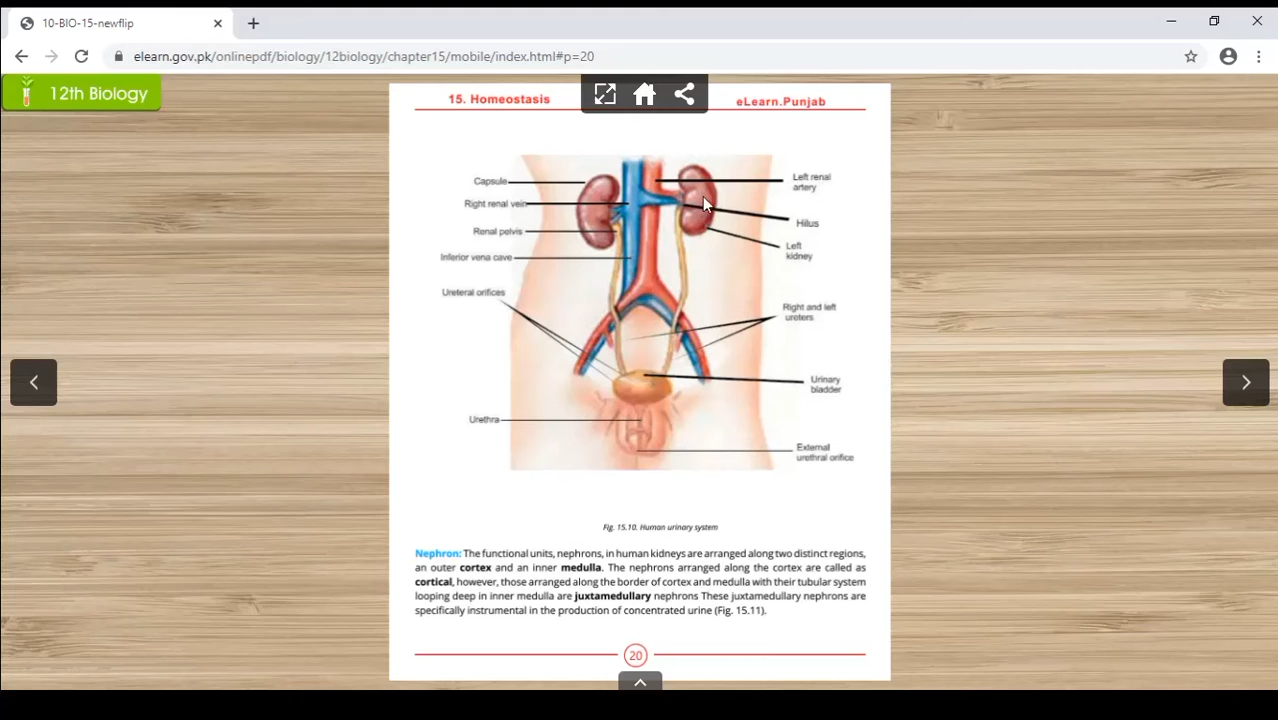 10-BIO-15-newflip
elearn.gov.pk/onlinepdf/biology/12biology/chapter15/mobile/index.html#p=20
12th Biology
15. Homeostasis
eLearn.Punjab
Capsule
Right renal vein
Renal pelvis
Inferior vena cave
Ureteral orifices
Urethra
Left renal
artery
Hilus
Left
kidney
Right and left
ureters
Urinary
bladder
External
urethral orifice
Fig. 15.10. Human urinary system
Nephron: The functional units, nephrons, in human kidneys are arranged along two distinct regions,
an outer cortex and an inner medulla. The nephrons arranged along the cortex are called as
cortical, however, those arranged along the border of cortex and medulla with their tubular system
looping deep in inner medulla are juxtamedullary nephrons These juxtamedullary nephrons are
specifically instrumental in the production of concentrated urine (Fig. 15.11).
20